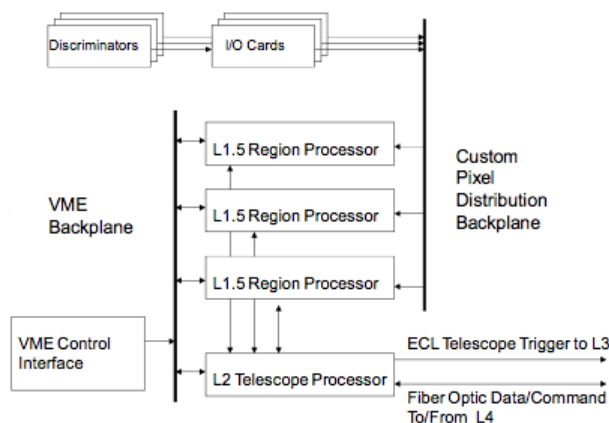 Discriminators
I/O Cards
L1.5 Region Processor
L1.5 Region Processor
L1.5 Region Processor
VME
Backplane
Custom
Pixel
Distribution
Backplane
VME Control
Interface
L2 Telescope Processor
ECL Telescope Trigger to L3
Fiber Optic Data/Command
To/From L4